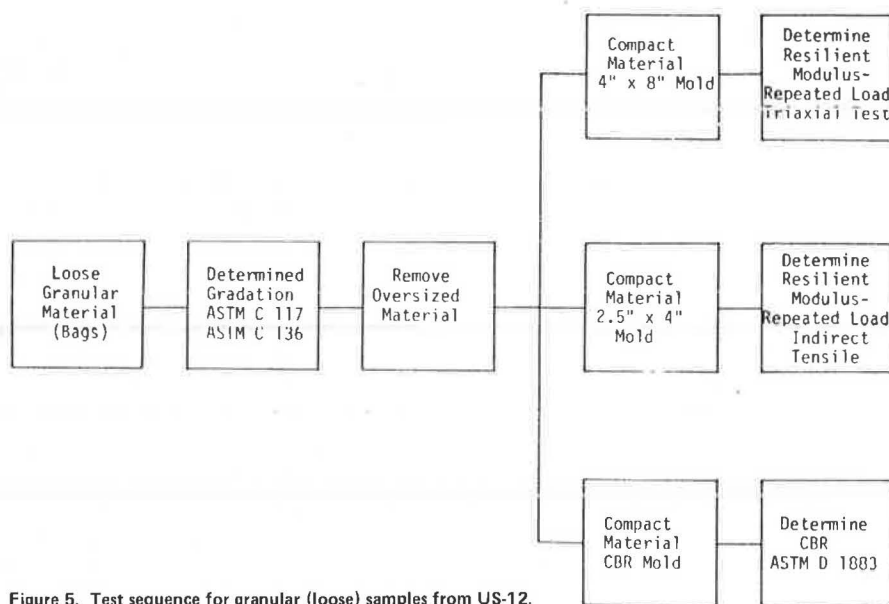 Compact
Material
4" x 8" Mold
Determine
Resilient
Modulus-
Repeated Load
Triaxial Test
Loose
Granular
Material
(Bags)
Determined
Gradation
ASTM C 117
ASTM C 136
Remove
Oversized
Material
Compact
Material
2.5" x 4"
Mold
Determine
Resilient
Modulus-
Repeated Load
Indirect
Tensile
Compact
Material
CBR Mold
Determine
CBR
ASTM D 1883
Figure 5. Test sequence for granular (loose) samples from US-12.